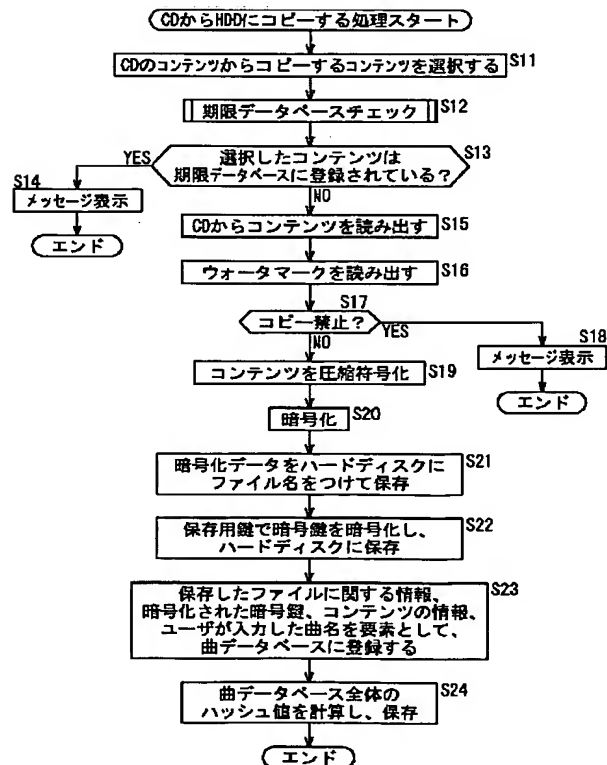 CDからHDDにコピーする処理スタート
CDのコンテンツからコピーするコンテンツを選択する
S11
期限データベースチェック
S12
選択したコンテンツは
期限データベースに登録されている？
S13
YES
NO
S14
メッセージ表示
エンド
CDからコンテンツを読み出す
S15
ウォータマークを読み出す
S16
S17
コピー禁止？
YES
NO
S18
メッセージ表示
エンド
コンテンツを圧縮符号化
S19
暗号化
S20
暗号化データをハードディスクに
ファイル名をつけて保存
S21
保存用鍵で暗号鍵を暗号化し、
ハードディスクに保存
S22
保存したファイルに関する情報、
暗号化された暗号鍵、コンテンツの情報、
ユーザが入力した曲名を要素として、
曲データベースに登録する
S23
曲データベース全体の
ハッシュ値を計算し、保存
S24
エンド